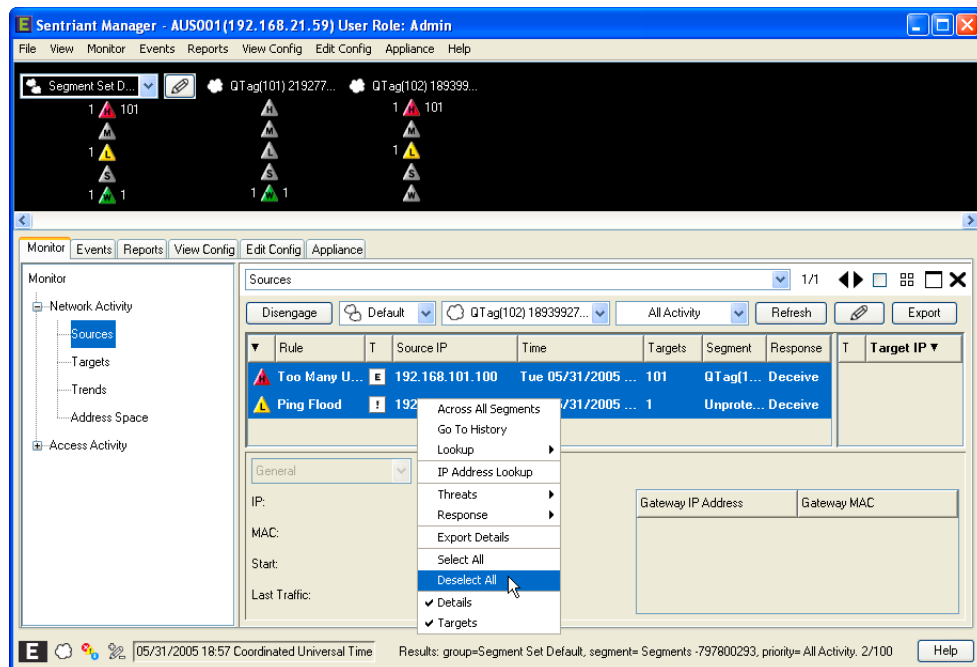 E Sentriant Manager - AUS001(192.168.21.59) User Role: Admin
File View Monitor Events Reports View Config Edit Config Appliance Help
Segment Set D... QTag(101) 219277... QTag(102) 189399...
1 H 101 H 1 H 101
M M M
1 L L 1 L
S S S
1 W 1 1 W 1 W
Monitor Events Reports View Config Edit Config Appliance
Monitor
Network Activity
Sources
Targets
Trends
Address Space
Access Activity
Sources 1/1
Disengage Default QTag(102) 18939927... All Activity Refresh Export
Rule T Source IP Time Targets Segment Response T Target IP
H Too Many U... E 192.168.101.100 Tue 05/31/2005 ... 101 QTag(1... Deceive
L Ping Flood ! 192 /31/2005 ... 1 Unprote... Deceive
Across All Segments
Go To History
Lookup
IP Address Lookup
Threats
Response
Export Details
Select All
Deselect All
Details
Targets
General
IP:
MAC:
Start:
Last Traffic:
Gateway IP Address Gateway MAC
E 05/31/2005 18:57 Coordinated Universal Time Results: group=Segment Set Default, segment= Segments -797800293, priority= All Activity. 2/100 Help